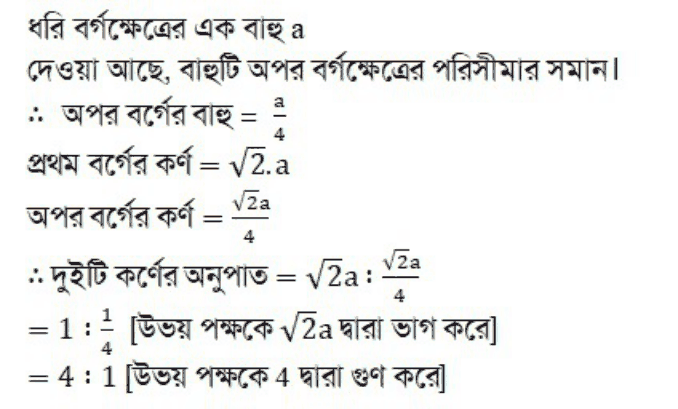 ধরি বর্গক্ষেত্রের এক বাহু a
দেওয়া আছে, বাহুটি অপর বর্গক্ষেত্রের পরিসীমার সমান।
∴ অপর বর্গের বাহু = a/4
প্রথম বর্গের কর্ণ = √2.a
অপর বর্গের কর্ণ = √2a/4
∴ দুইটি কর্ণের অনুপাত = √2a : √2a/4
= 1 : 1/4 [উভয় পক্ষকে √2a দ্বারা ভাগ করে]
= 4 : 1 [উভয় পক্ষকে 4 দ্বারা গুণ করে]